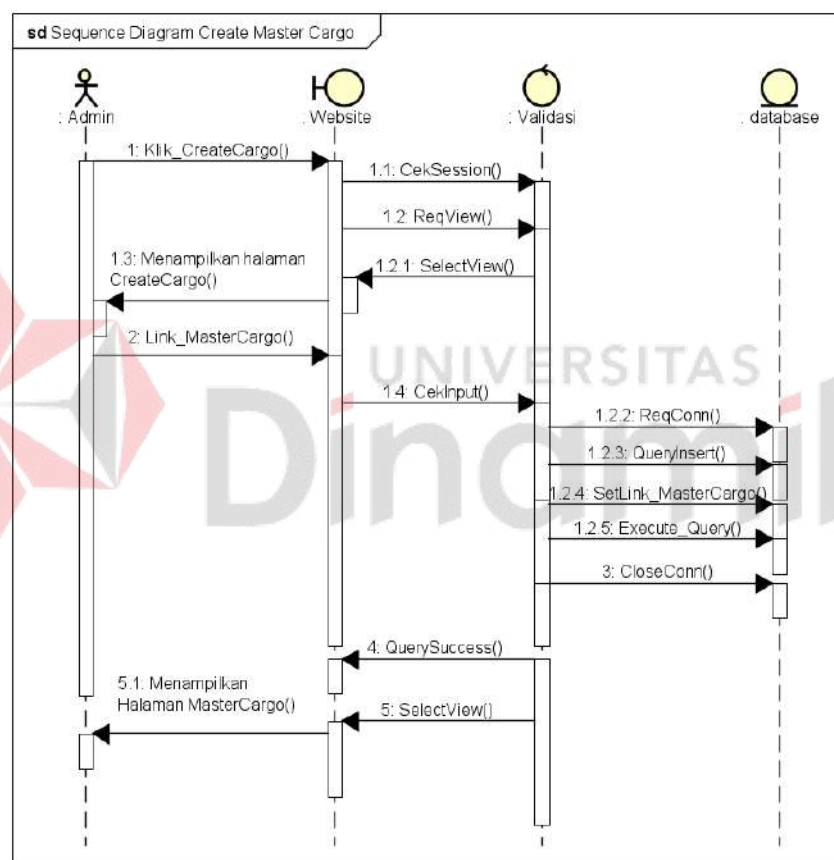 sd Sequence Diagram Create Master Cargo
: Admin
: Website
: Validasi
: database
1: Klik_CreateCargo()
1.1: CekSession()
1.2: ReqView()
1.3: Menampilkan halaman
CreateCargo()
1.2.1: SelectView()
2: Link_MasterCargo()
UNIVERSITAS
Dinamik
1.4: CekInput()
1.2.2: ReqConn()
1.2.3: QueryInsert()
1.2.4: SetLink_MasterCargo()
1.2.5: Execute_Query()
3: CloseConn()
4: QuerySuccess()
5.1: Menampilkan
Halaman MasterCargo()
5: SelectView()